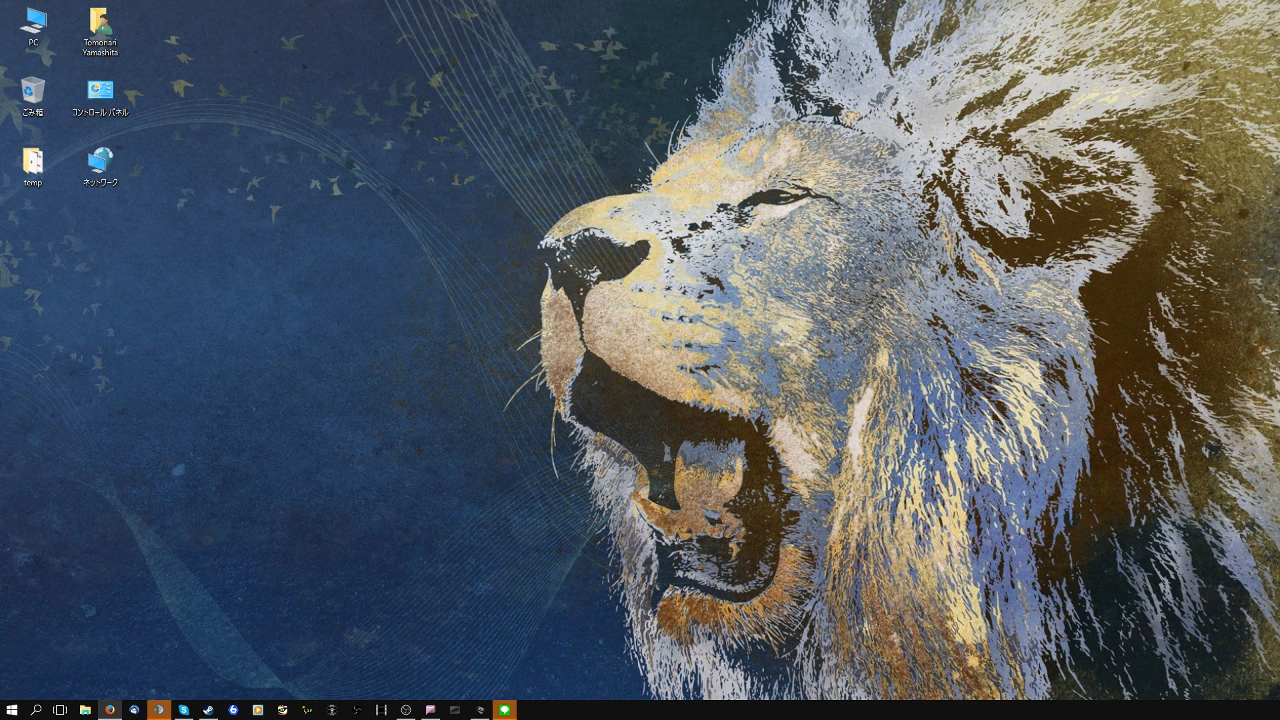 PC
Tomonari
Yamashita
ごみ箱
コントロール パネル
temp
ネットワーク